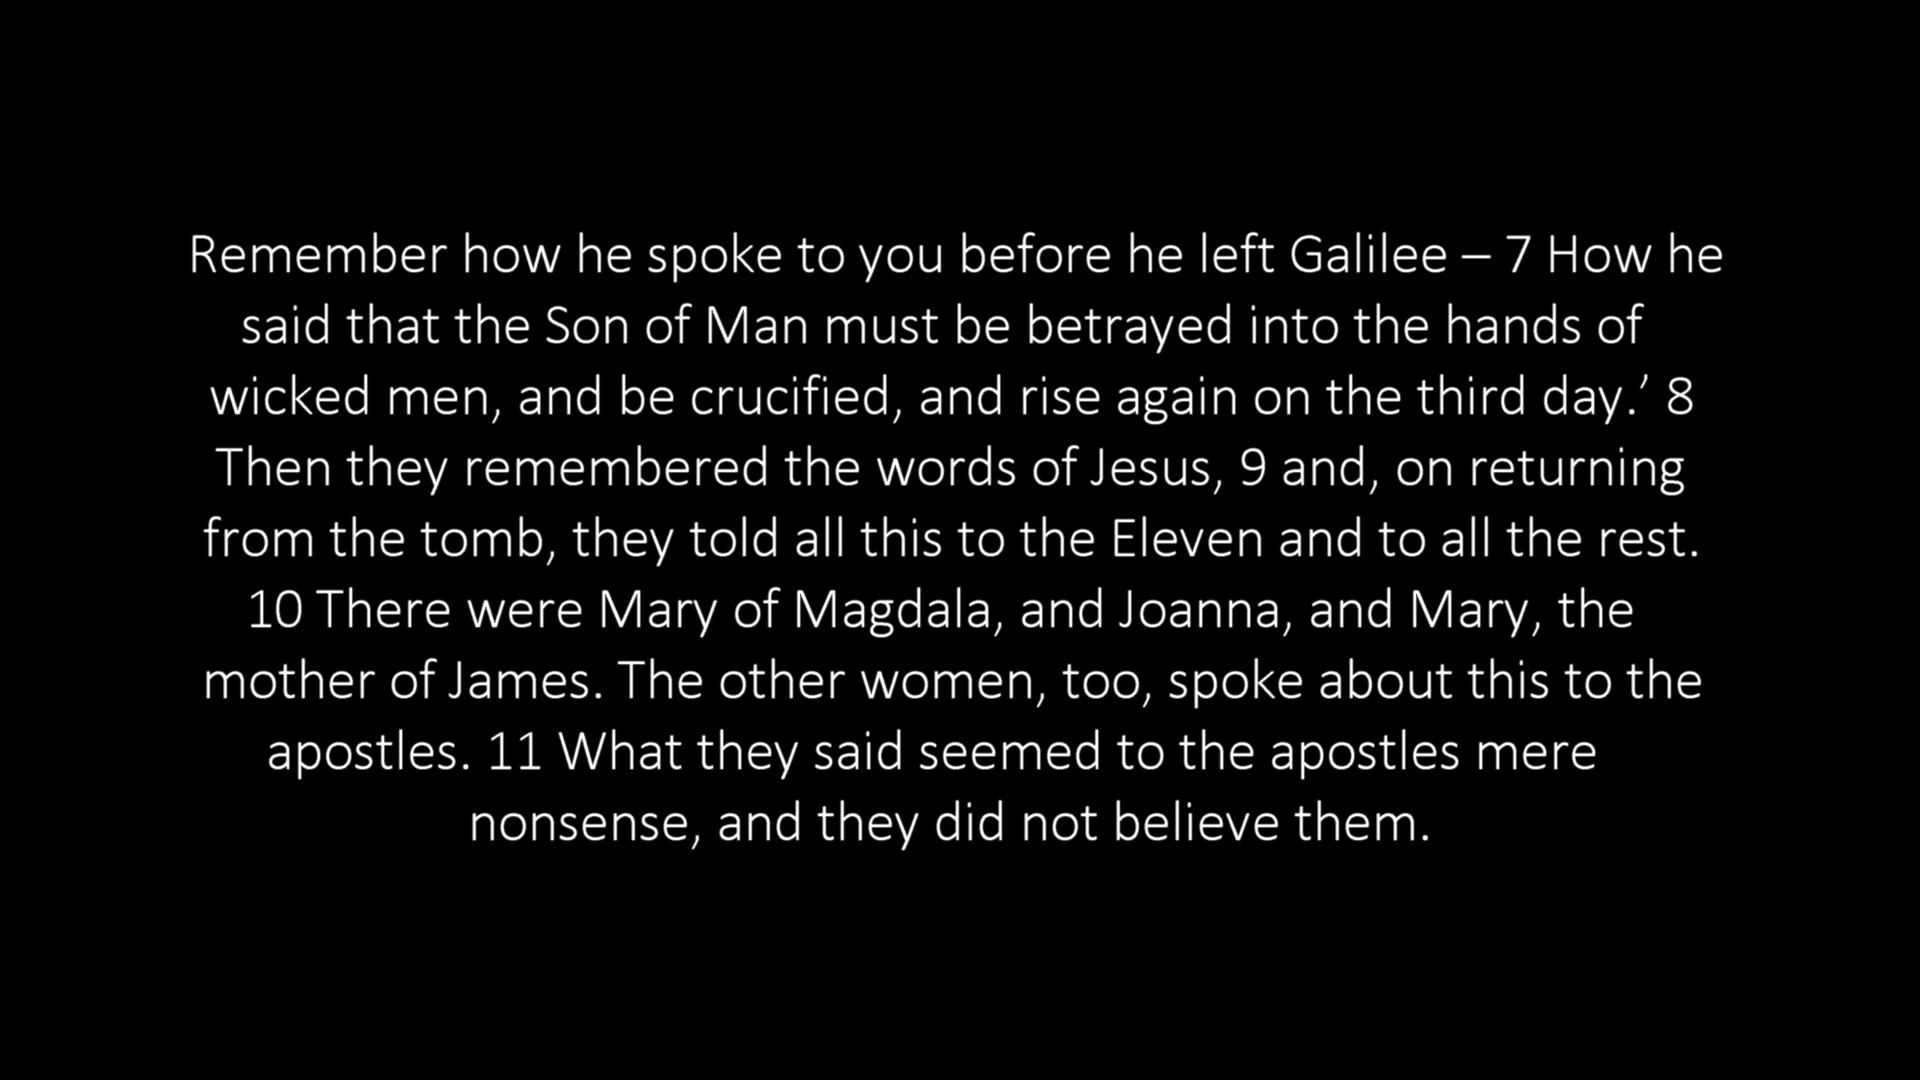 Remember how he spoke to you before he left Galilee – 7 How he
said that the Son of Man must be betrayed into the hands of
wicked men, and be crucified, and rise again on the third day.’ 8
Then they remembered the words of Jesus, 9 and, on returning
from the tomb, they told all this to the Eleven and to all the rest.
10 There were Mary of Magdala, and Joanna, and Mary, the
mother of James. The other women, too, spoke about this to the
apostles. 11 What they said seemed to the apostles mere
nonsense, and they did not believe them.